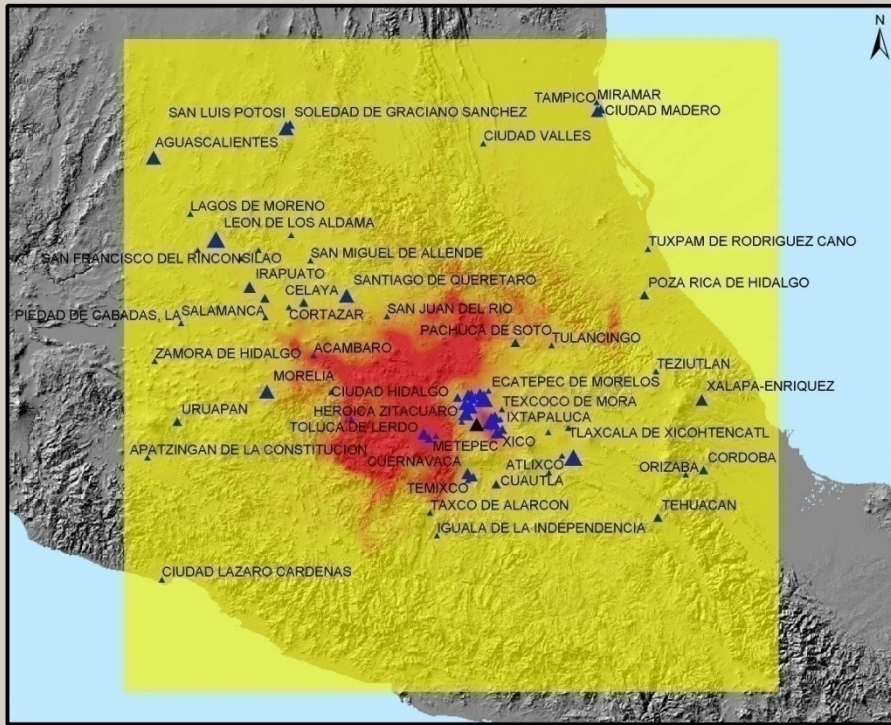 N
TAMPICO MIRAMAR
SAN LUIS POTOSI SOLEDAD DE GRACIANO SANCHEZ
CIUDAD MADERO
AGUASCALIENTES
CIUDAD VALLES
LAGOS DE MORENO
LEON DE LOS ALDAMA
SAN FRANCISCO DEL RINCON SILAO
SAN MIGUEL DE ALLENDE
TUXPAM DE RODRIGUEZ CANO
IRAPUATO
SANTIAGO DE QUERETARO
POZA RICA DE HIDALGO
CELAYA
PIEDAD DE CABADAS, LA SALAMANCA
CORTAZAR
SAN JUAN DEL RIO
PACHUCA DE SOTO
TULANCINGO
ZAMORA DE HIDALGO
ACAMBARO
TEZIUTLAN
MORELIA
CIUDAD HIDALGO
ECATEPEC DE MORELOS
XALAPA-ENRIQUEZ
TEXCOCO DE MORA
URUAPAN
HEROICA ZITACUARO
IXTAPALUCA
TOLUCA DE LERDO
TLAXCALA DE XICOHTENCATL
APATZINGAN DE LA CONSTITUCION
METEPEC
XICO
CUERNAVACA
ATLIXCO
ORIZABA
CORDOBA
TEMIXCO
CUAUTLA
TAXCO DE ALARCON
TEHUACAN
IGUALA DE LA INDEPENDENCIA
CIUDAD LAZARO CARDENAS